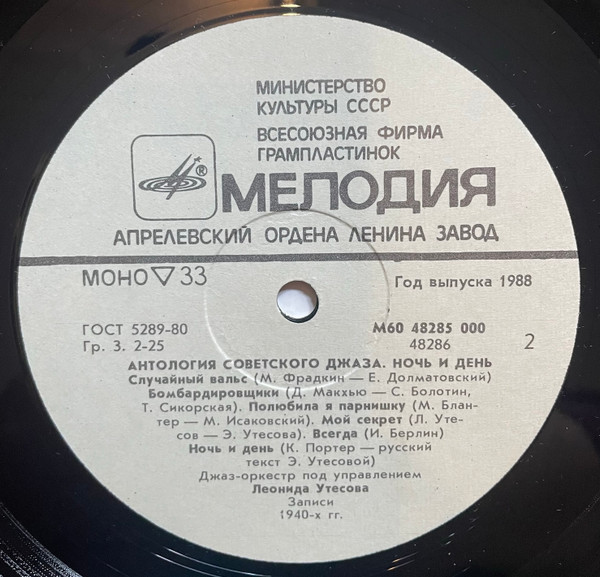 МИНИСТЕРСТВО
КУЛЬТУРЫ СССР
ВСЕСОЮЗНАЯ ФИРМА
ГРАМПЛАСТИНОК
®
МЕЛОДИЯ
АПРЕЛЕВСКИЙ ОРДЕНА ЛЕНИНА ЗАВОД
МОНО ▽ 33
Год выпуска 1988
ГОСТ 5289-80
М60 48285 000
Гр. 3. 2-25
48286
2
АНТОЛОГИЯ СОВЕТСКОГО ДЖАЗА. НОЧЬ И ДЕНЬ
Случайный вальс (М. Фрадкин — Е. Долматовский)
Бомбардировщики (Д. Макхью — С. Болотин,
Т. Сикорская). Полюбила я парнишку (М. Блан-
тер — М. Исаковский). Мой секрет (Л. Уте-
сов — Э. Утесова). Всегда (И. Берлин)
Ночь и день (К. Портер — русский
текст Э. Утесовой)
Джаз-оркестр под управлением
Леонида Утесова
Записи
1940-х гг.